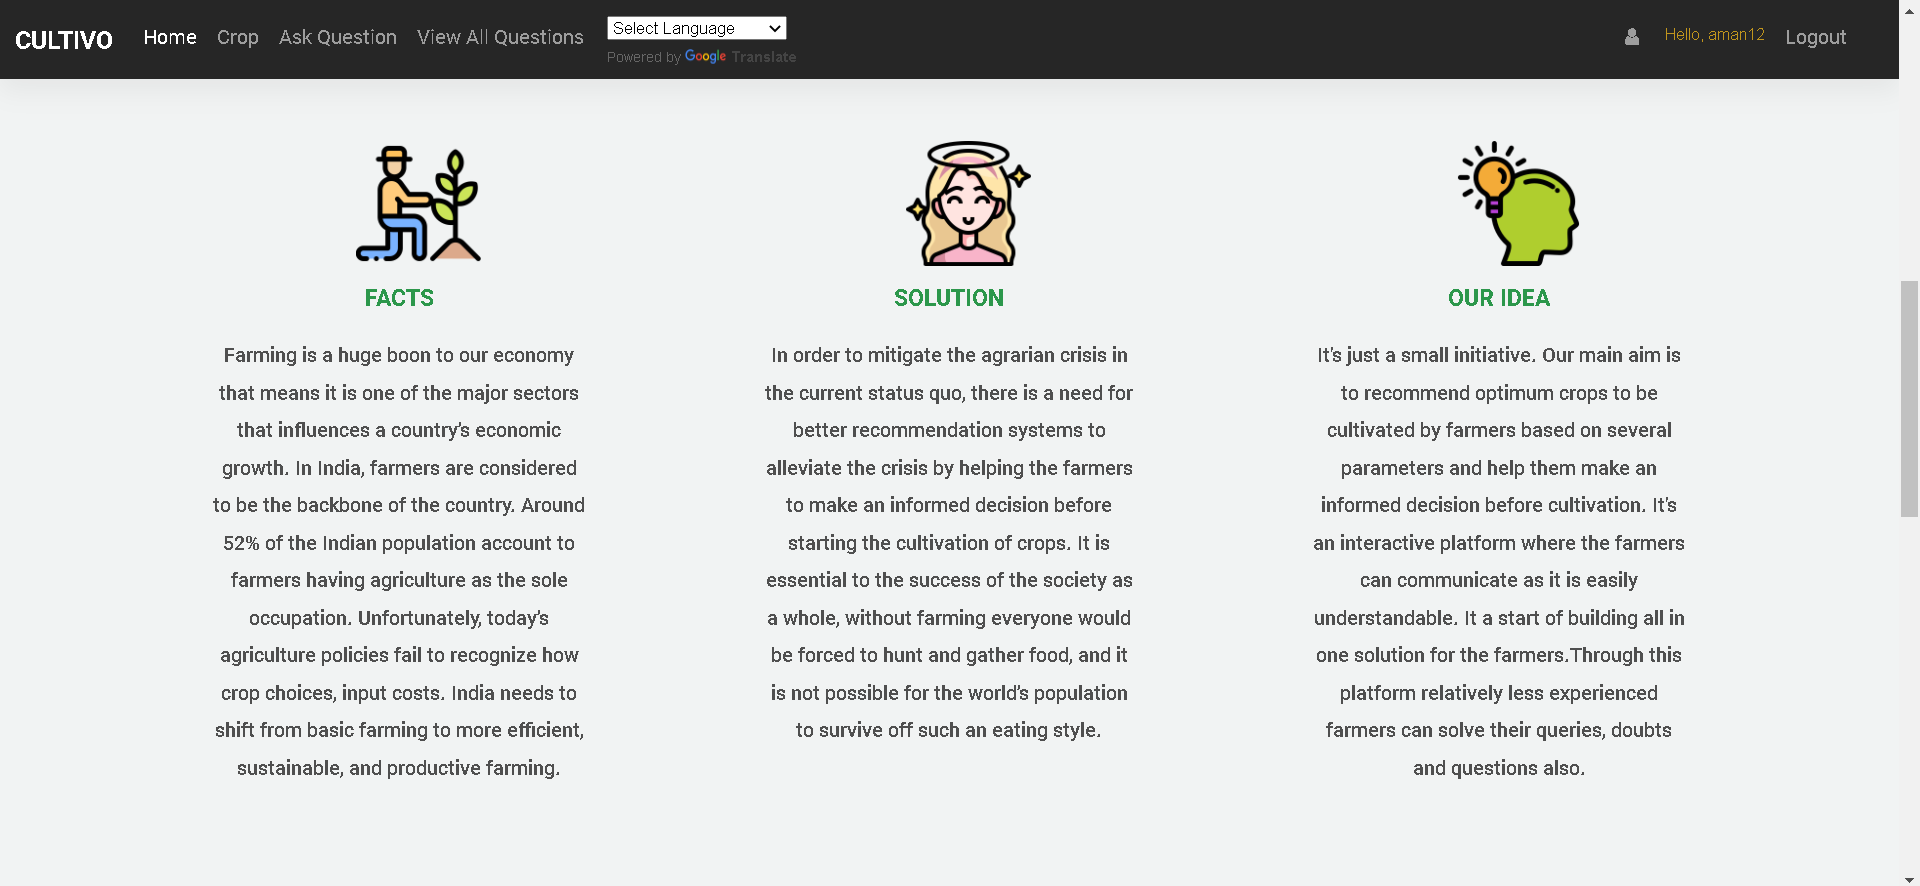 CULTIVO Home Crop Ask Question View All Questions Select Language Hello, aman12 Logout
Powered by Google Translate
FACTS
Farming is a huge boon to our economy
that means it is one of the major sectors
that influences a country's economic
growth. In India, farmers are considered
to be the backbone of the country. Around
52% of the Indian population account to
farmers having agriculture as the sole
occupation. Unfortunately, today's
agriculture policies fail to recognize how
crop choices, input costs. India needs to
shift from basic farming to more efficient,
sustainable, and productive farming.
SOLUTION
In order to mitigate the agrarian crisis in
the current status quo, there is a need for
better recommendation systems to
alleviate the crisis by helping the farmers
to make an informed decision before
starting the cultivation of crops. It is
essential to the success of the society as
a whole, without farming everyone would
be forced to hunt and gather food, and it
is not possible for the world's population
to survive off such an eating style.
OUR IDEA
It's just a small initiative. Our main aim is
to recommend optimum crops to be
cultivated by farmers based on several
parameters and help them make an
informed decision before cultivation. It's
an interactive platform where the farmers
can communicate as it is easily
understandable. It a start of building all in
one solution for the farmers.Through this
platform relatively less experienced
farmers can solve their queries, doubts
and questions also.